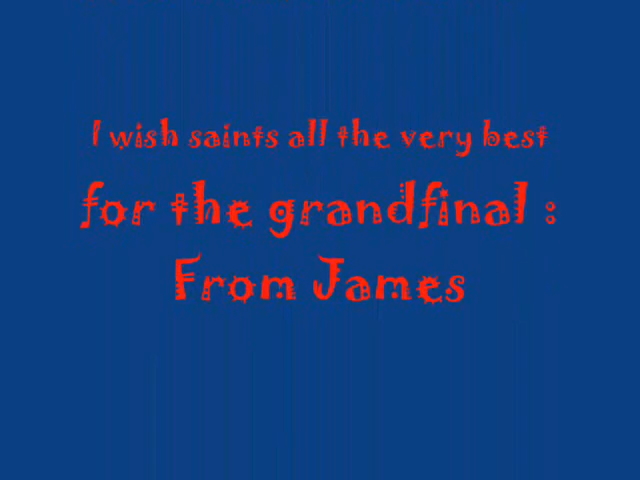 I wish saints all the very best
for the grandfinal :
From James